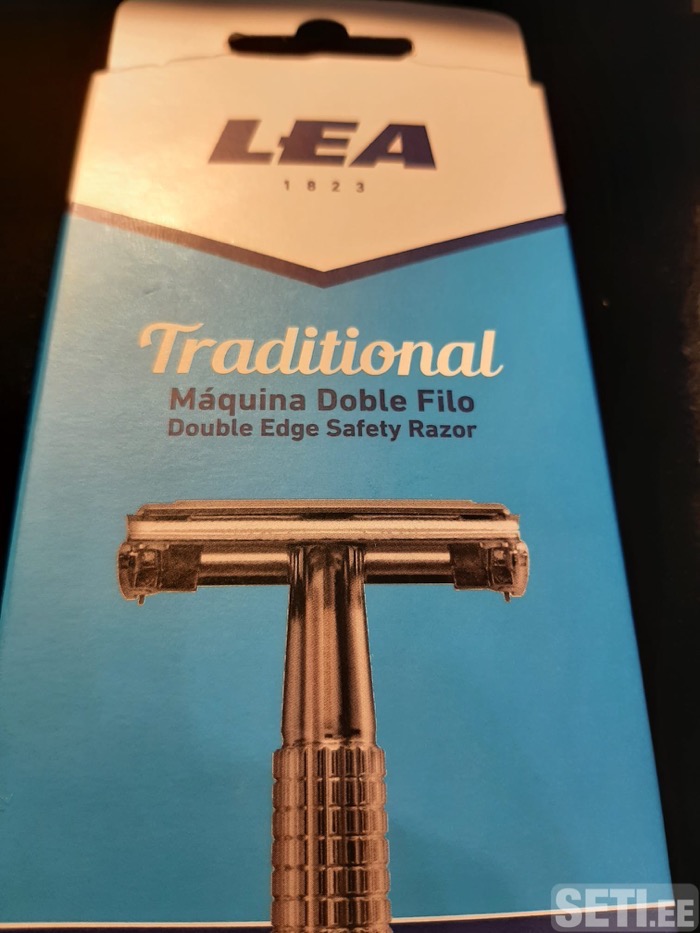 LEA
1823
Traditional
Máquina Doble Filo
Double Edge Safety Razor
SETI.EE